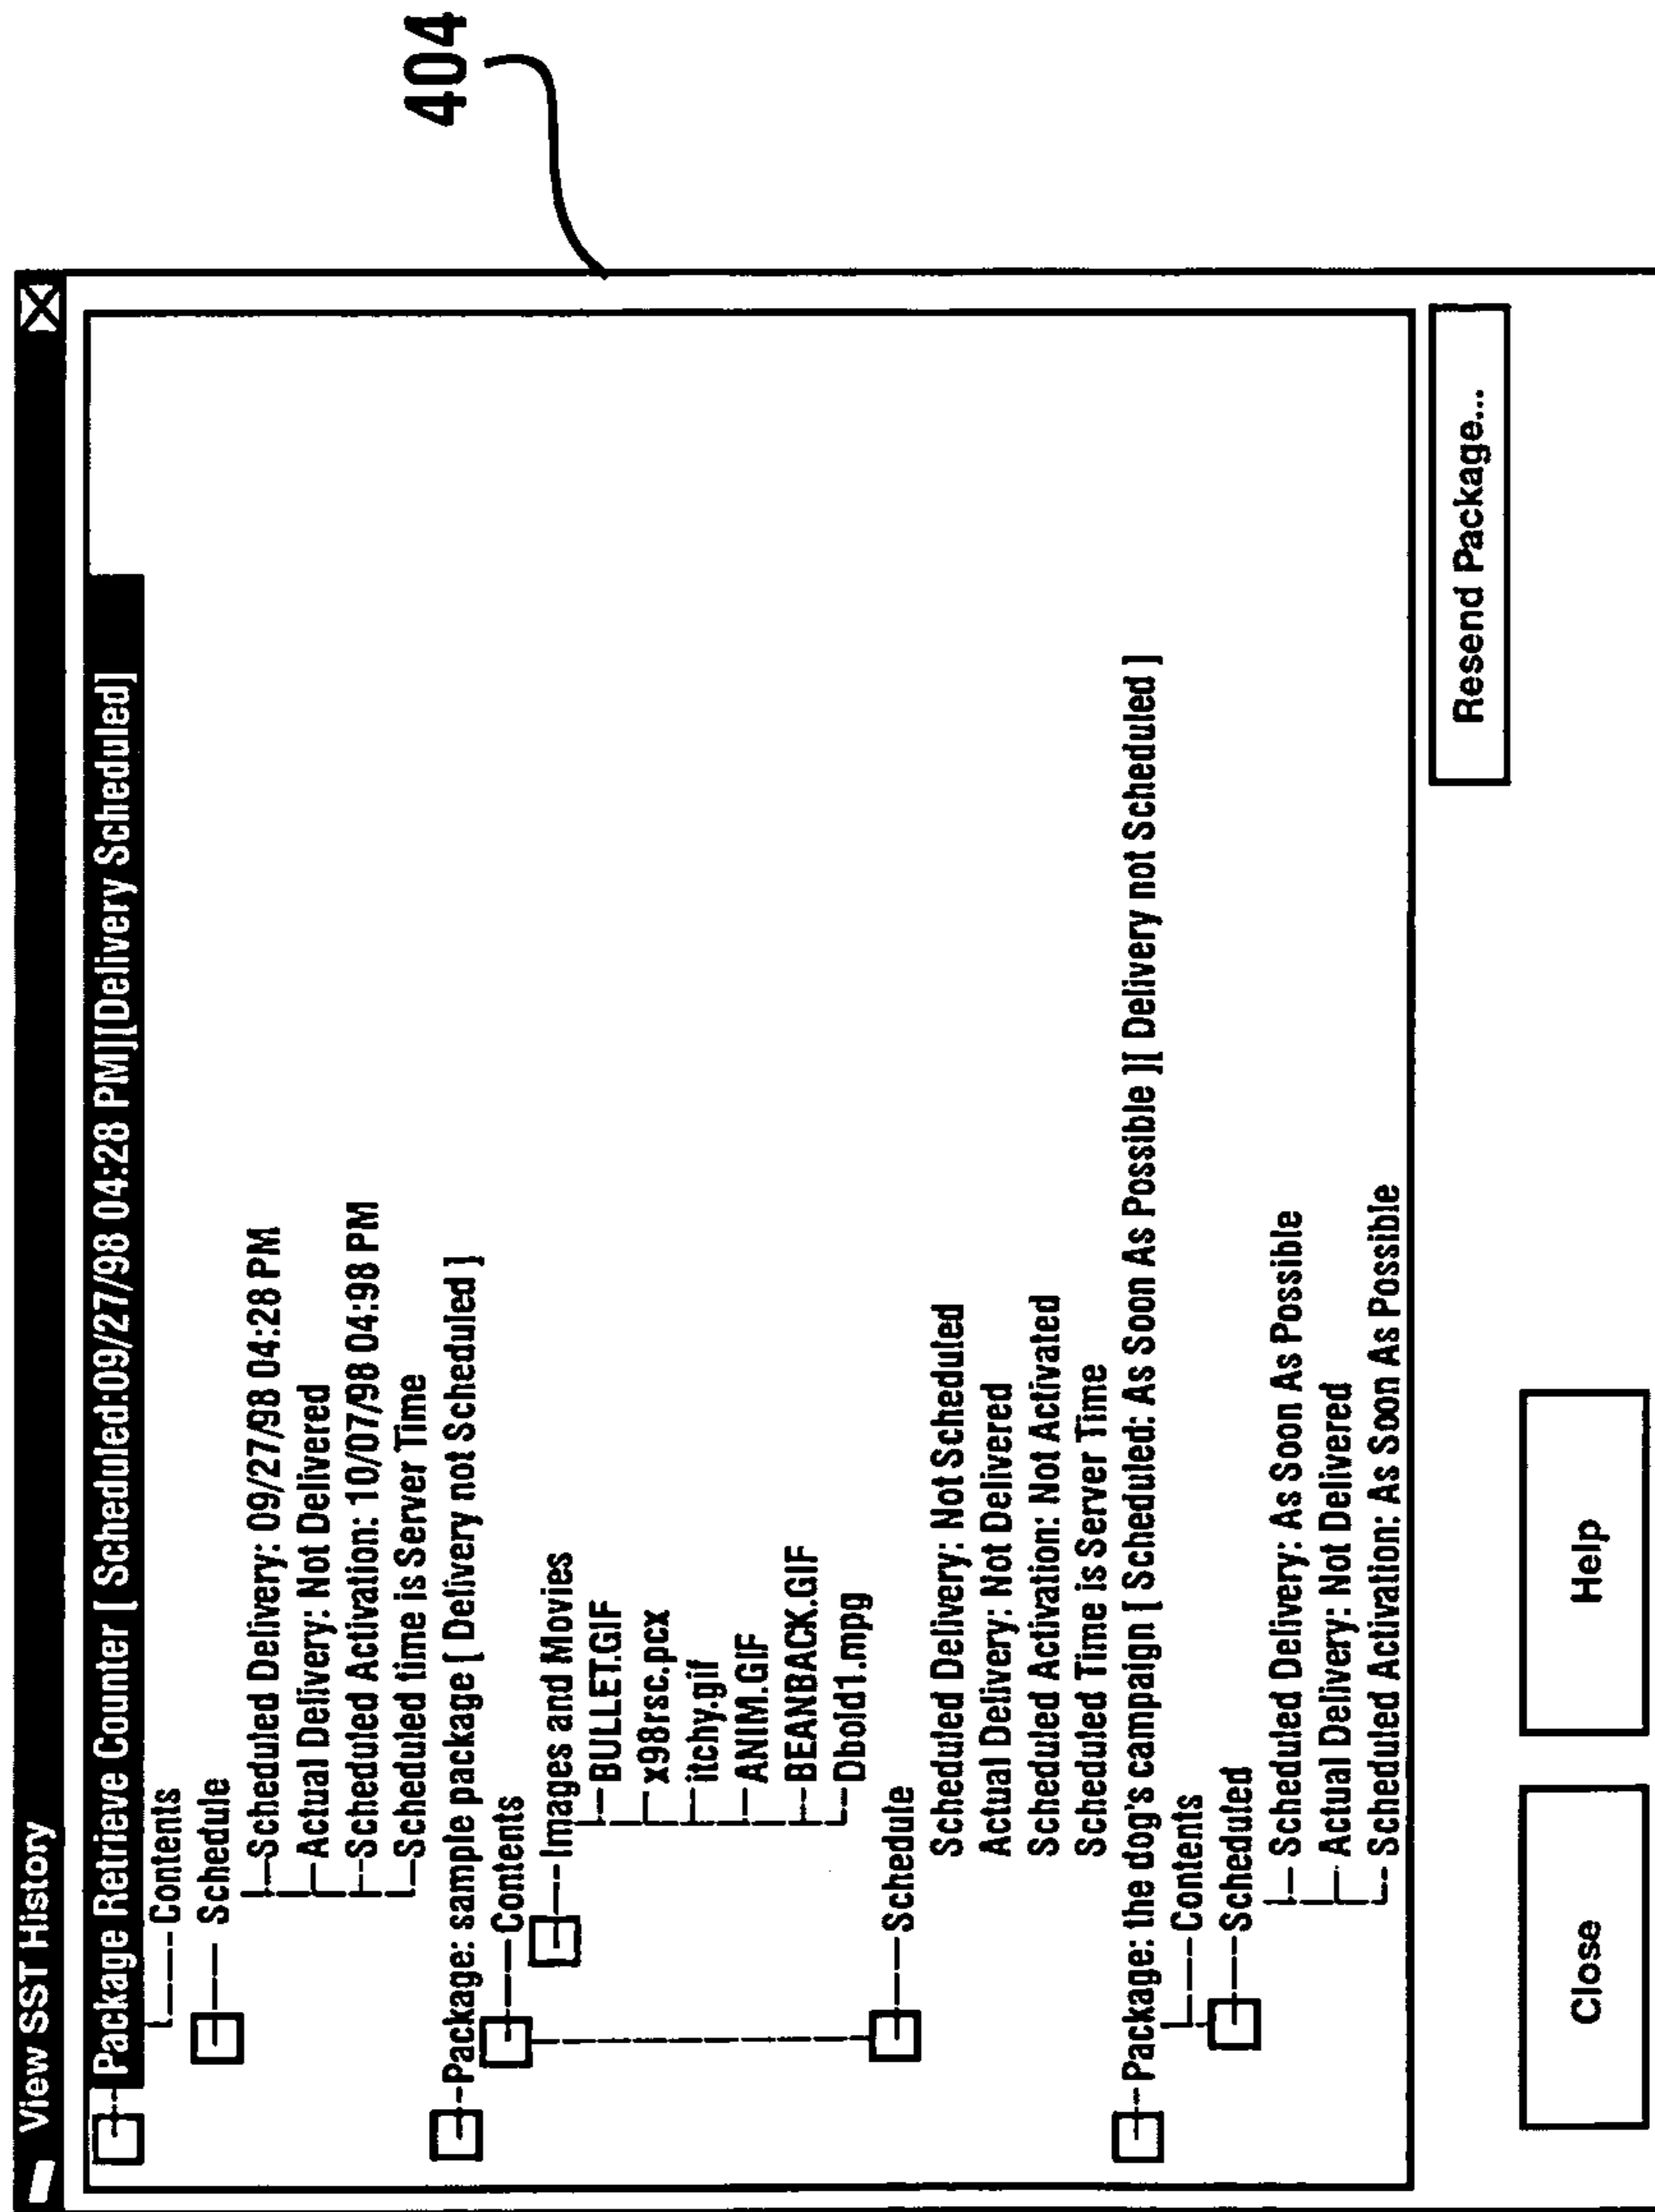 View SST History
Package Retrieve Counter [ Scheduled:09/27/98 04:28 PM][Delivery Scheduled]
Contents
Schedule
Scheduled Delivery: 09/27/98 04:28 PM
Actual Delivery: Not Delivered
Scheduled Activation: 10/07/98 04:98 PM
Scheduled time is Server Time
Package: sample package [ Delivery not Scheduled ]
Contents
Images and Movies
BULLET.GIF
x98rsc.pcx
itchy.gif
ANIM.GIF
BEANBACK.GIF
Dbold1.mpg
Schedule
Scheduled Delivery: Not Scheduled
Actual Delivery: Not Delivered
Scheduled Activation: Not Activated
Scheduled Time is Server Time
Package: the dog's campaign [ Scheduled: As Soon As Possible ][ Delivery not Scheduled ]
Contents
Scheduled
Scheduled Delivery: As Soon As Possible
Actual Delivery: Not Delivered
Scheduled Activation: As Soon As Possible
Resend Package...
Close
Help
404